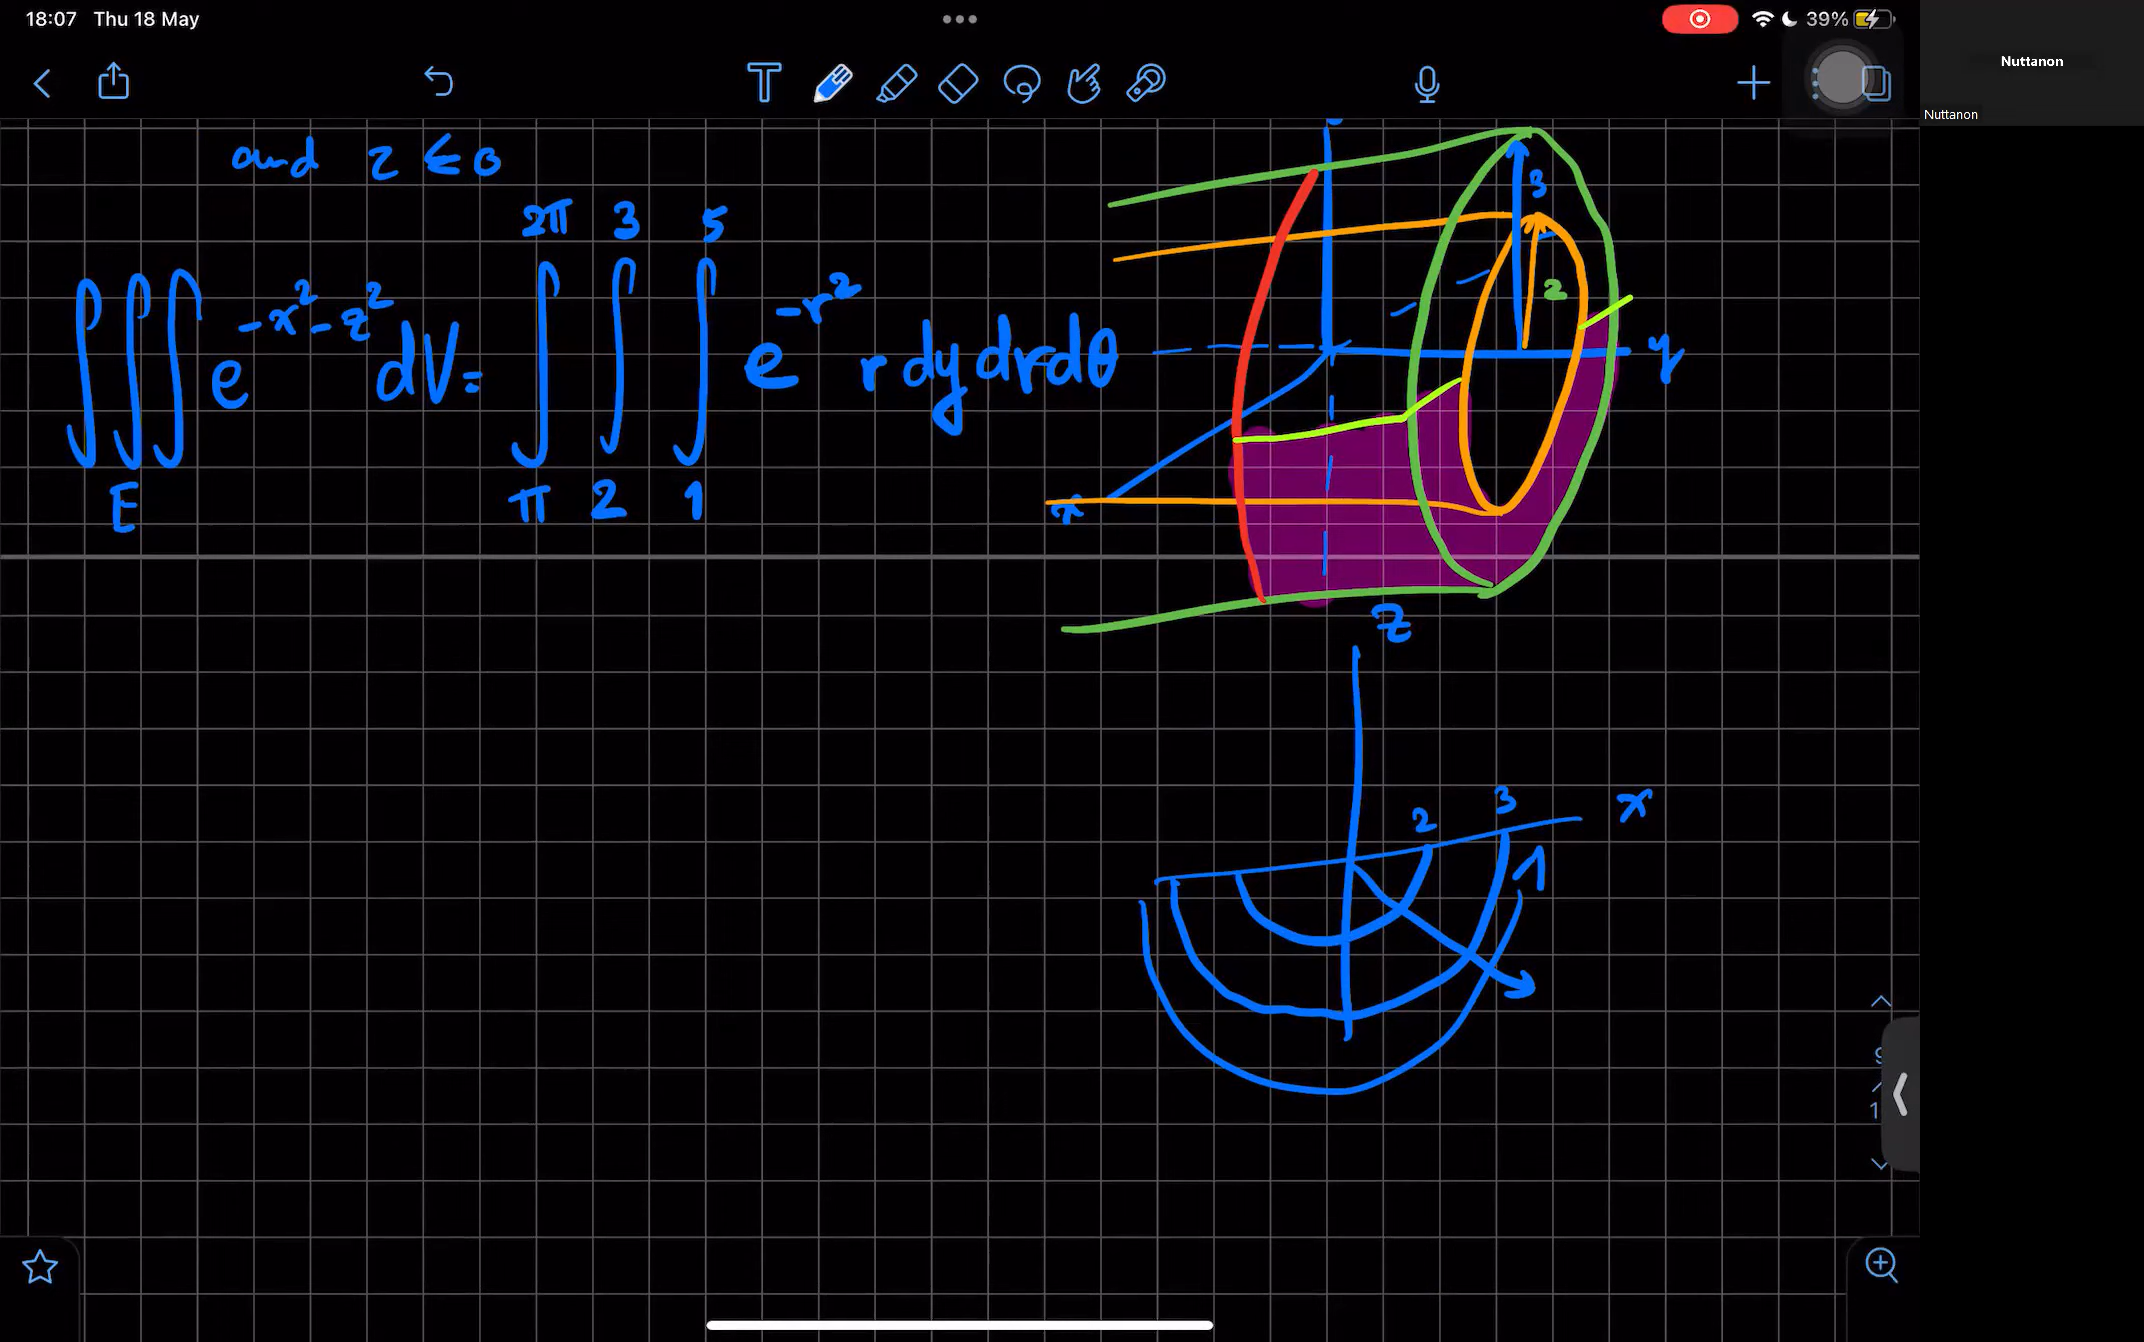 18:07 Thu 18 May
39%
Nuttanon
Nuttanon
and z ≤ 0
∭_E e^{-x²-z²} dV = ∫_π^{2π} ∫_2^3 ∫_1^5 e^{-r²} r dy dr dθ
3
2
y
x
z
2 3 x
9
1